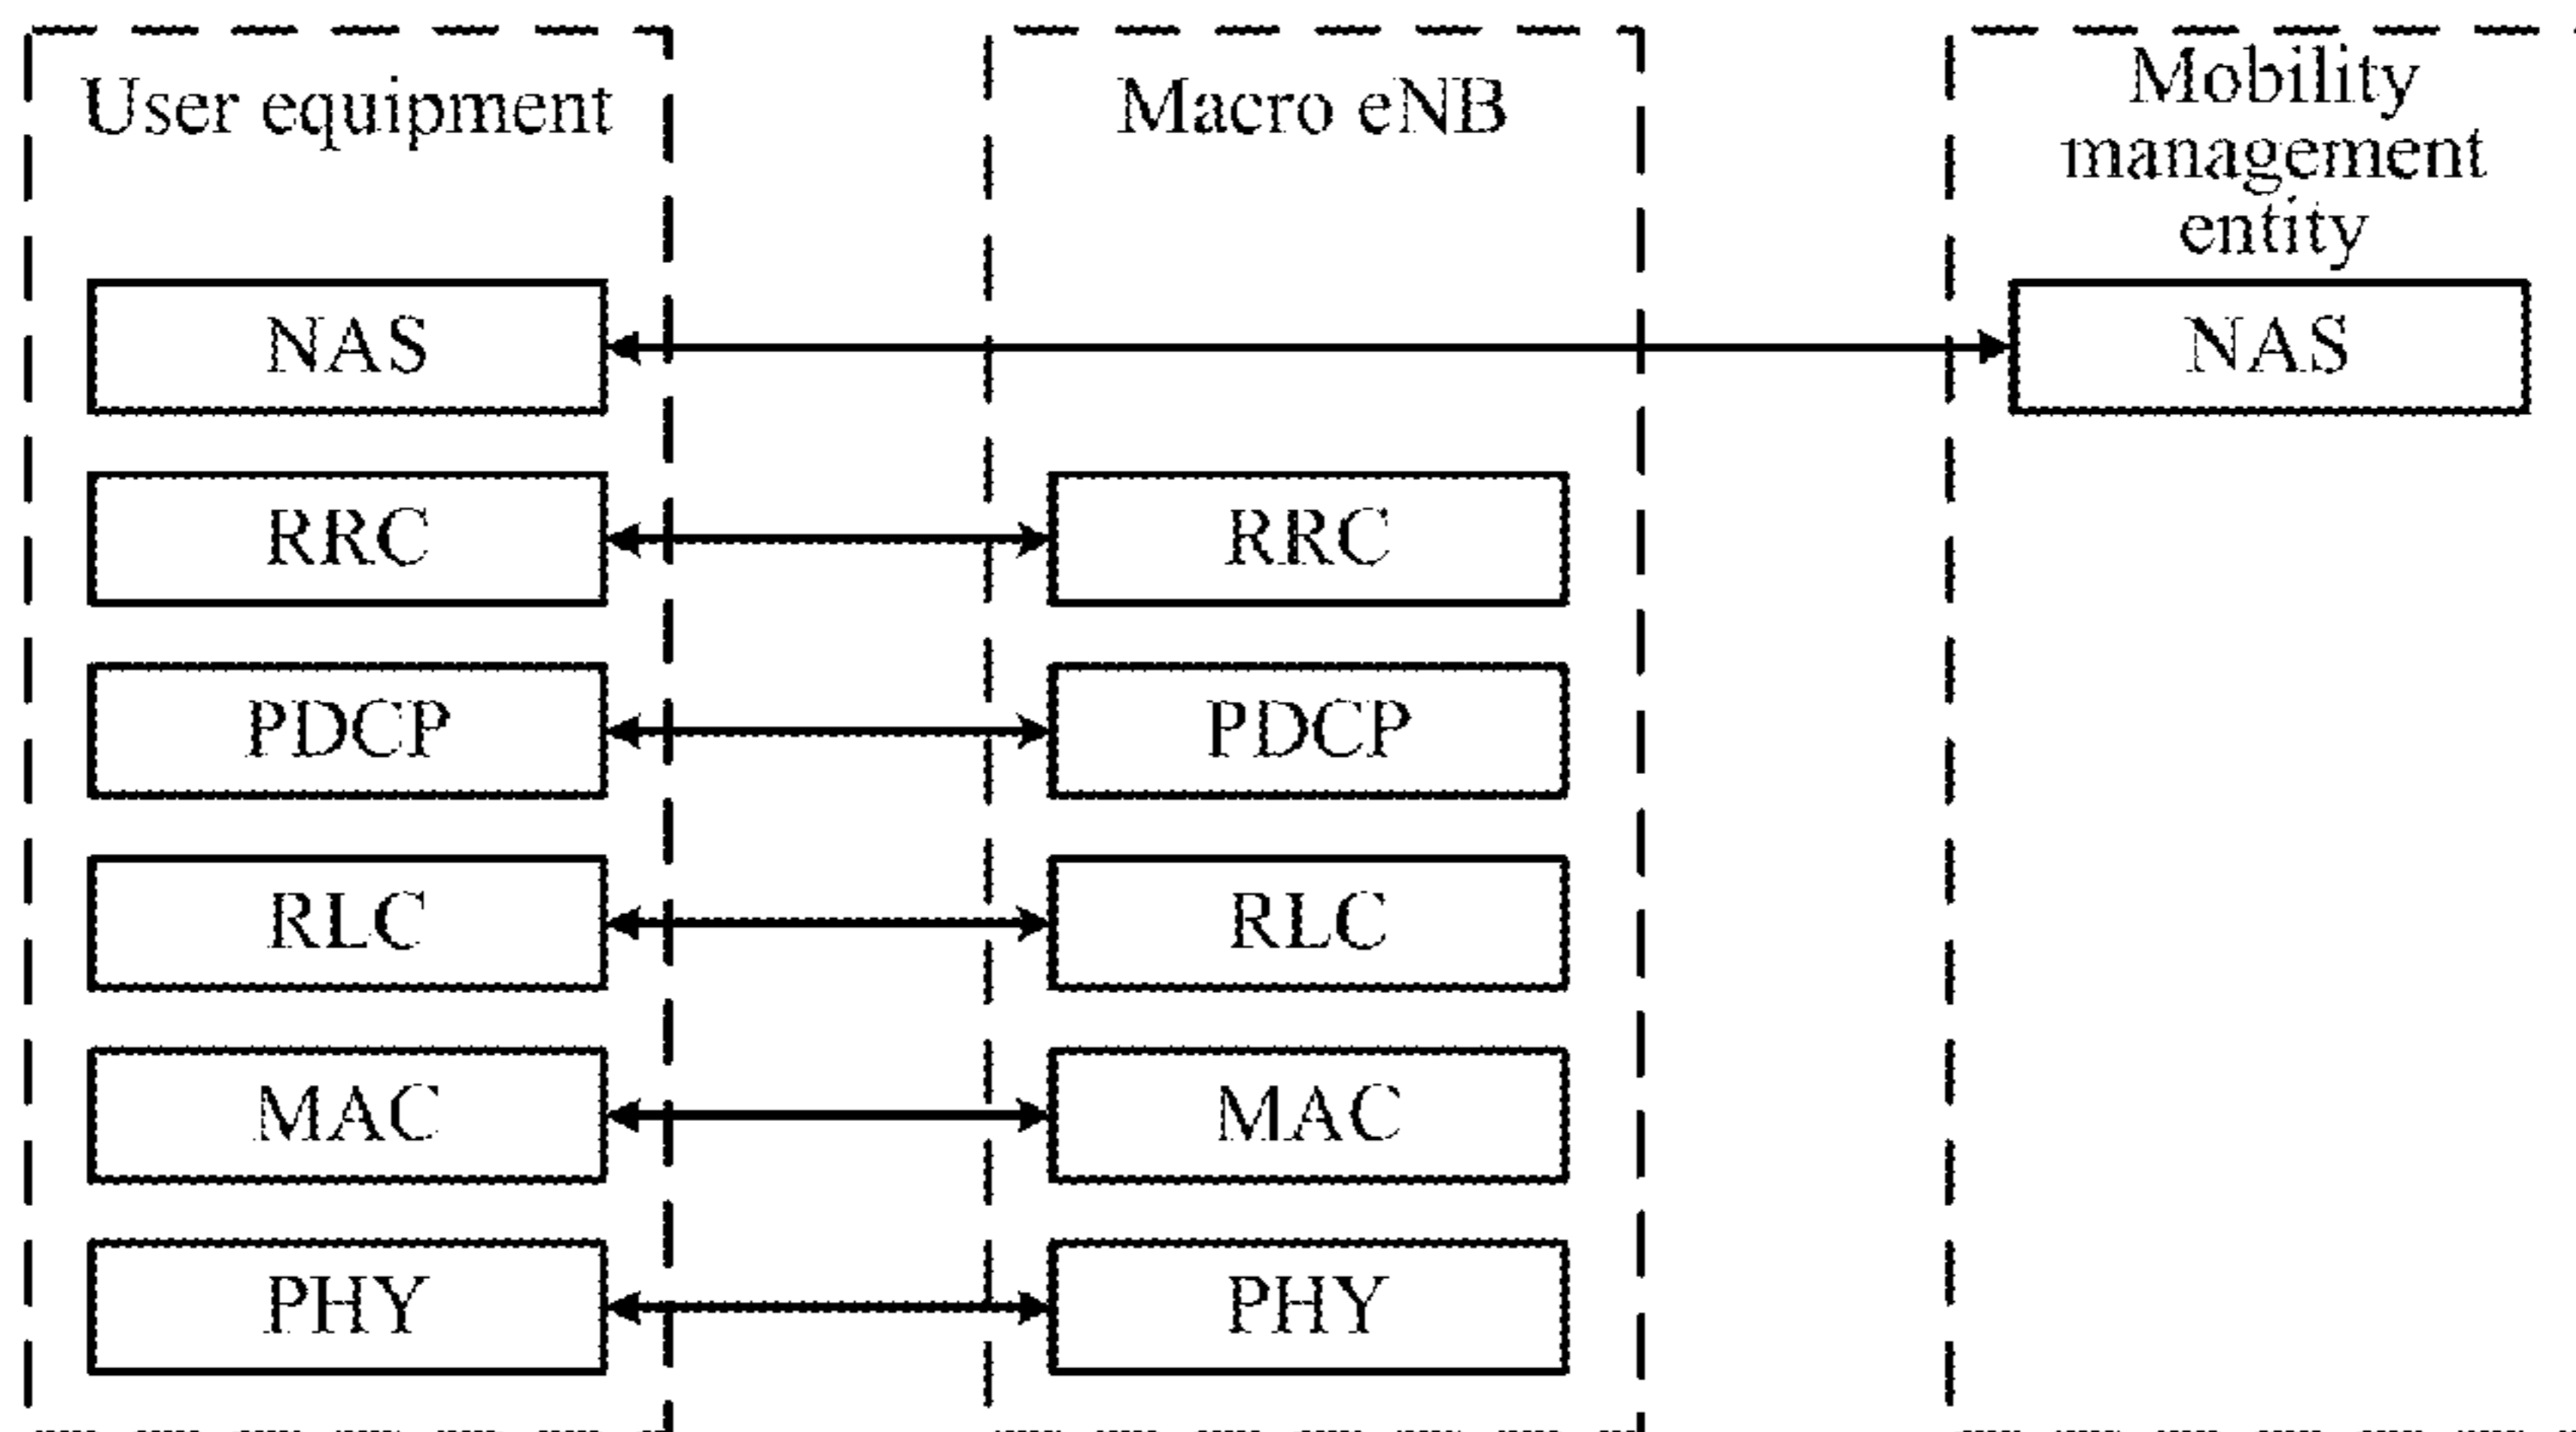 User equipment
Macro eNB
Mobility
management
entity
NAS
NAS
RRC
RRC
PDCP
PDCP
RLC
RLC
MAC
MAC
PHY
PHY